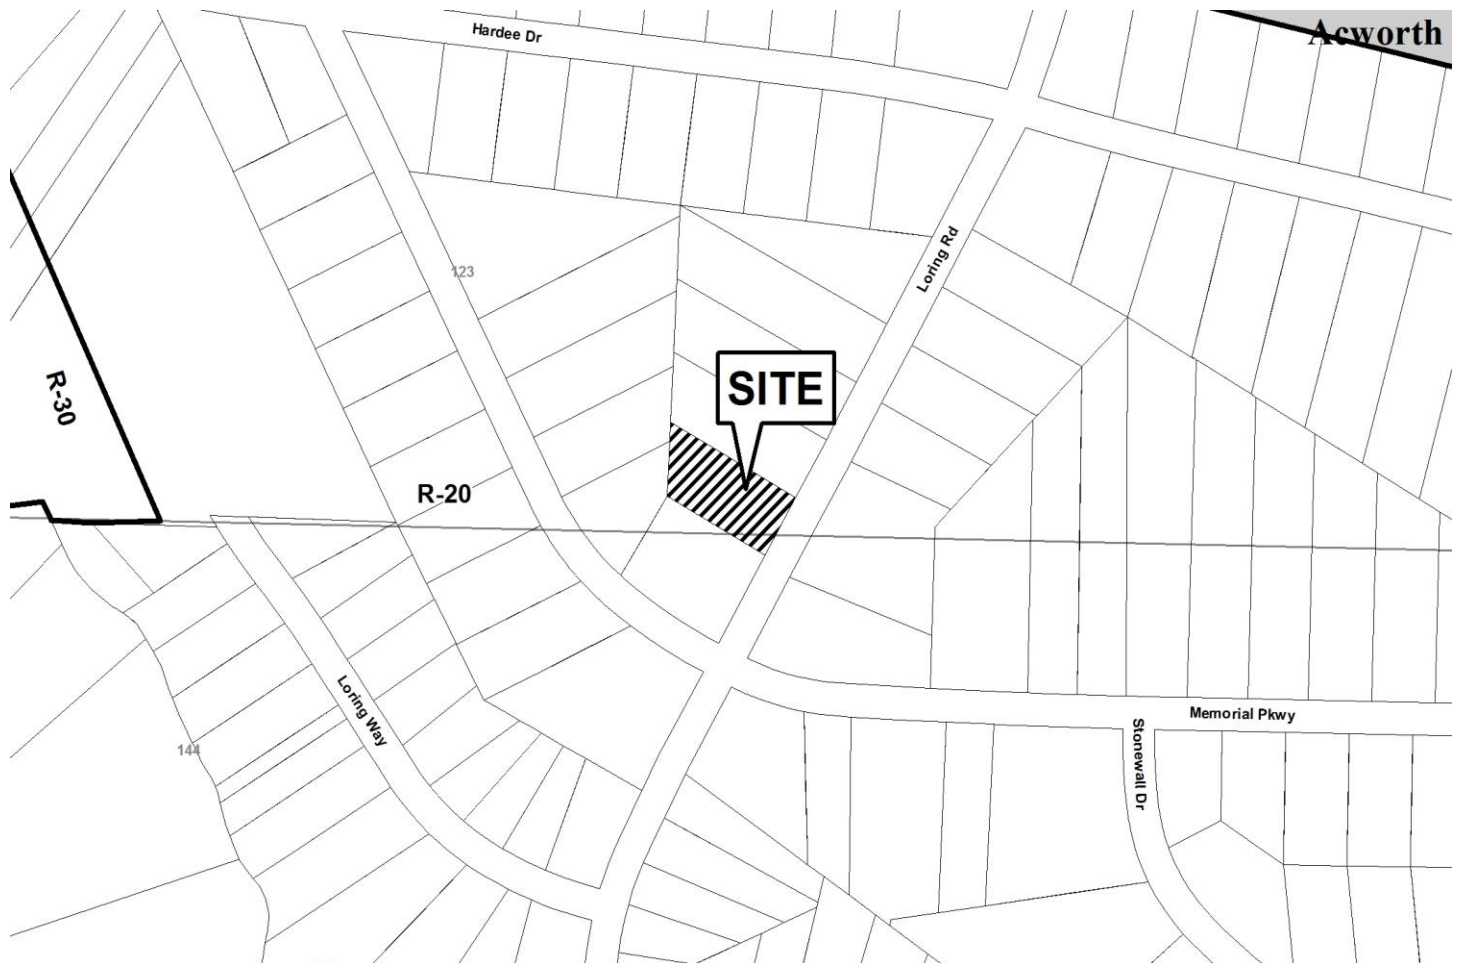 Hardee Dr
Acworth
Loring Rd
123
SITE
R-30
R-20
Loring Way
Memorial Pkwy
Stonewall Dr
144